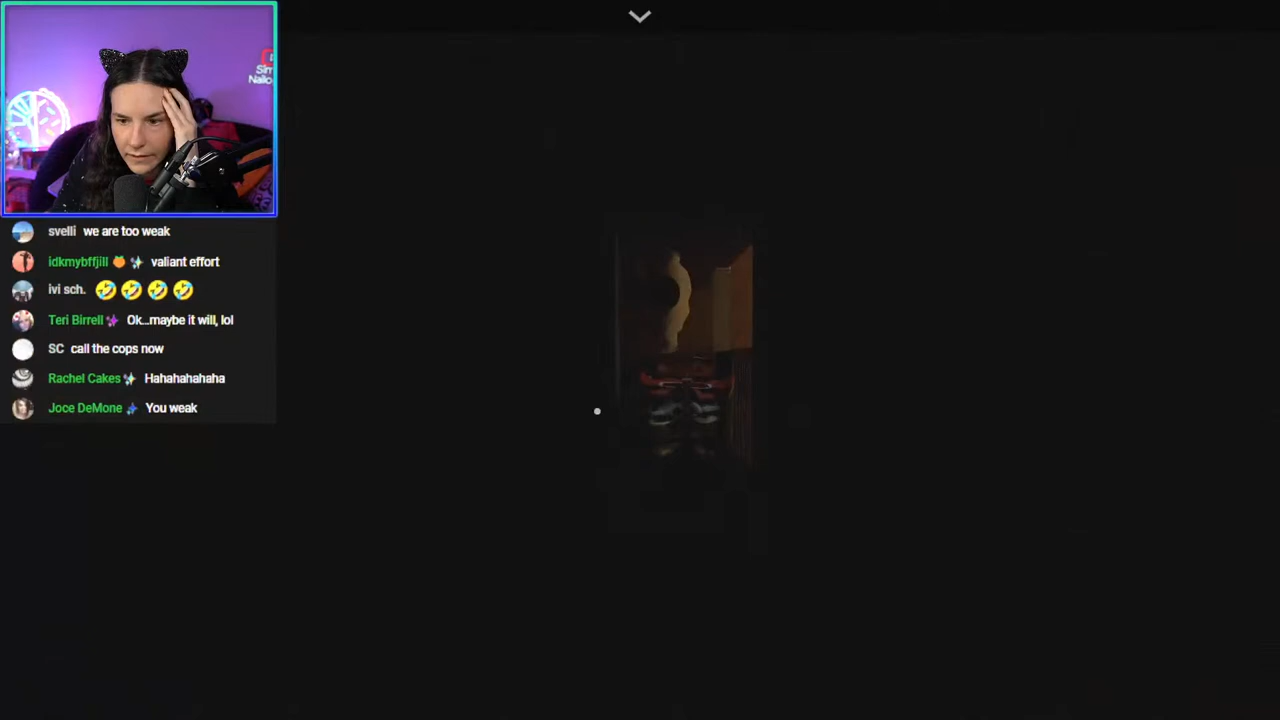 svelli we are too weak
idkmybffjill 🍊 ✨ valiant effort
ivi sch. 🤣 🤣 🤣 🤣
Teri Birrell ✨ Ok...maybe it will, lol
SC call the cops now
Rachel Cakes ✨ Hahahahahaha
Joce DeMone ✨ You weak